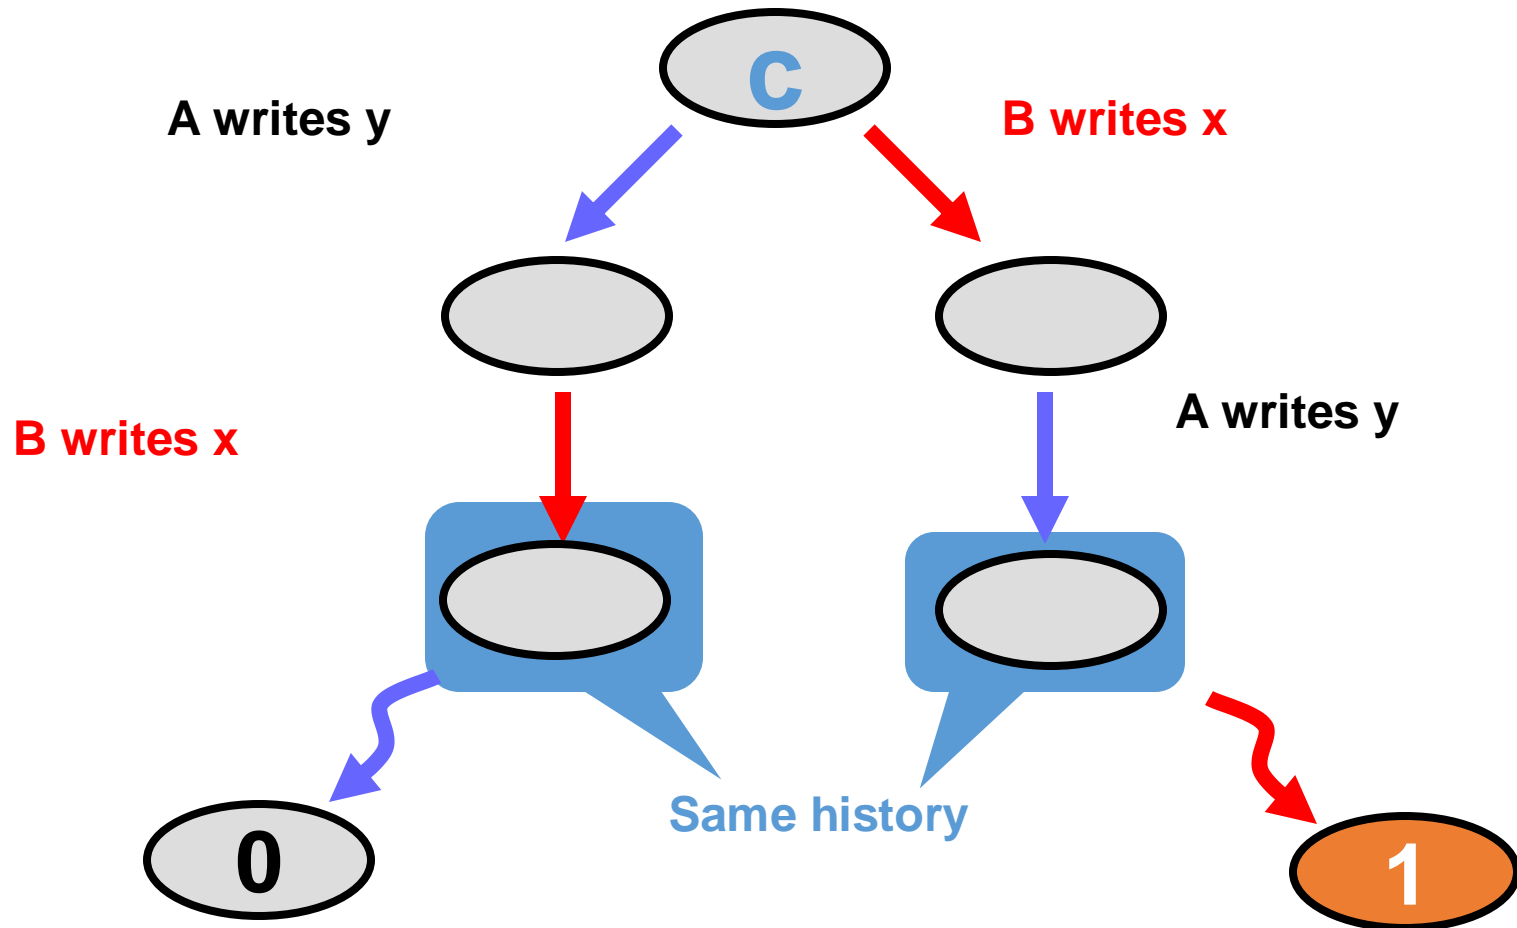 c
A writes y
B writes x
A writes y
B writes x
Same history
0
1